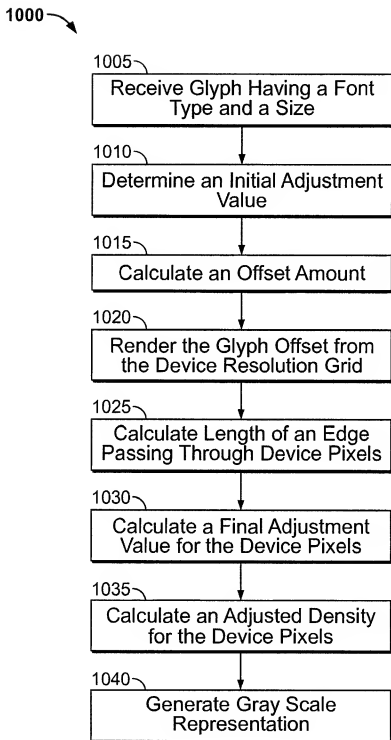 1000
1005
Receive Glyph Having a Font
Type and a Size
1010
Determine an Initial Adjustment
Value
1015
Calculate an Offset Amount
1020
Render the Glyph Offset from
the Device Resolution Grid
1025
Calculate Length of an Edge
Passing Through Device Pixels
1030
Calculate a Final Adjustment
Value for the Device Pixels
1035
Calculate an Adjusted Density
for the Device Pixels
1040
Generate Gray Scale
Representation